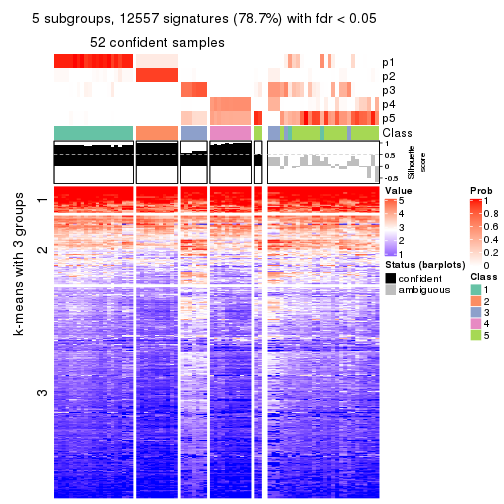 5 subgroups, 12557 signatures (78.7%) with fdr < 0.05
52 confident samples
p1
p2
p3
p4
p5
Class
1
0.5
0
-0.5
Silhouette
score
k-means with 3 groups
1
2
3
Value
5
4
3
2
1
Status (barplots)
confident
ambiguous
Prob
1
0.8
0.6
0.4
0.2
0
Class
1
2
3
4
5